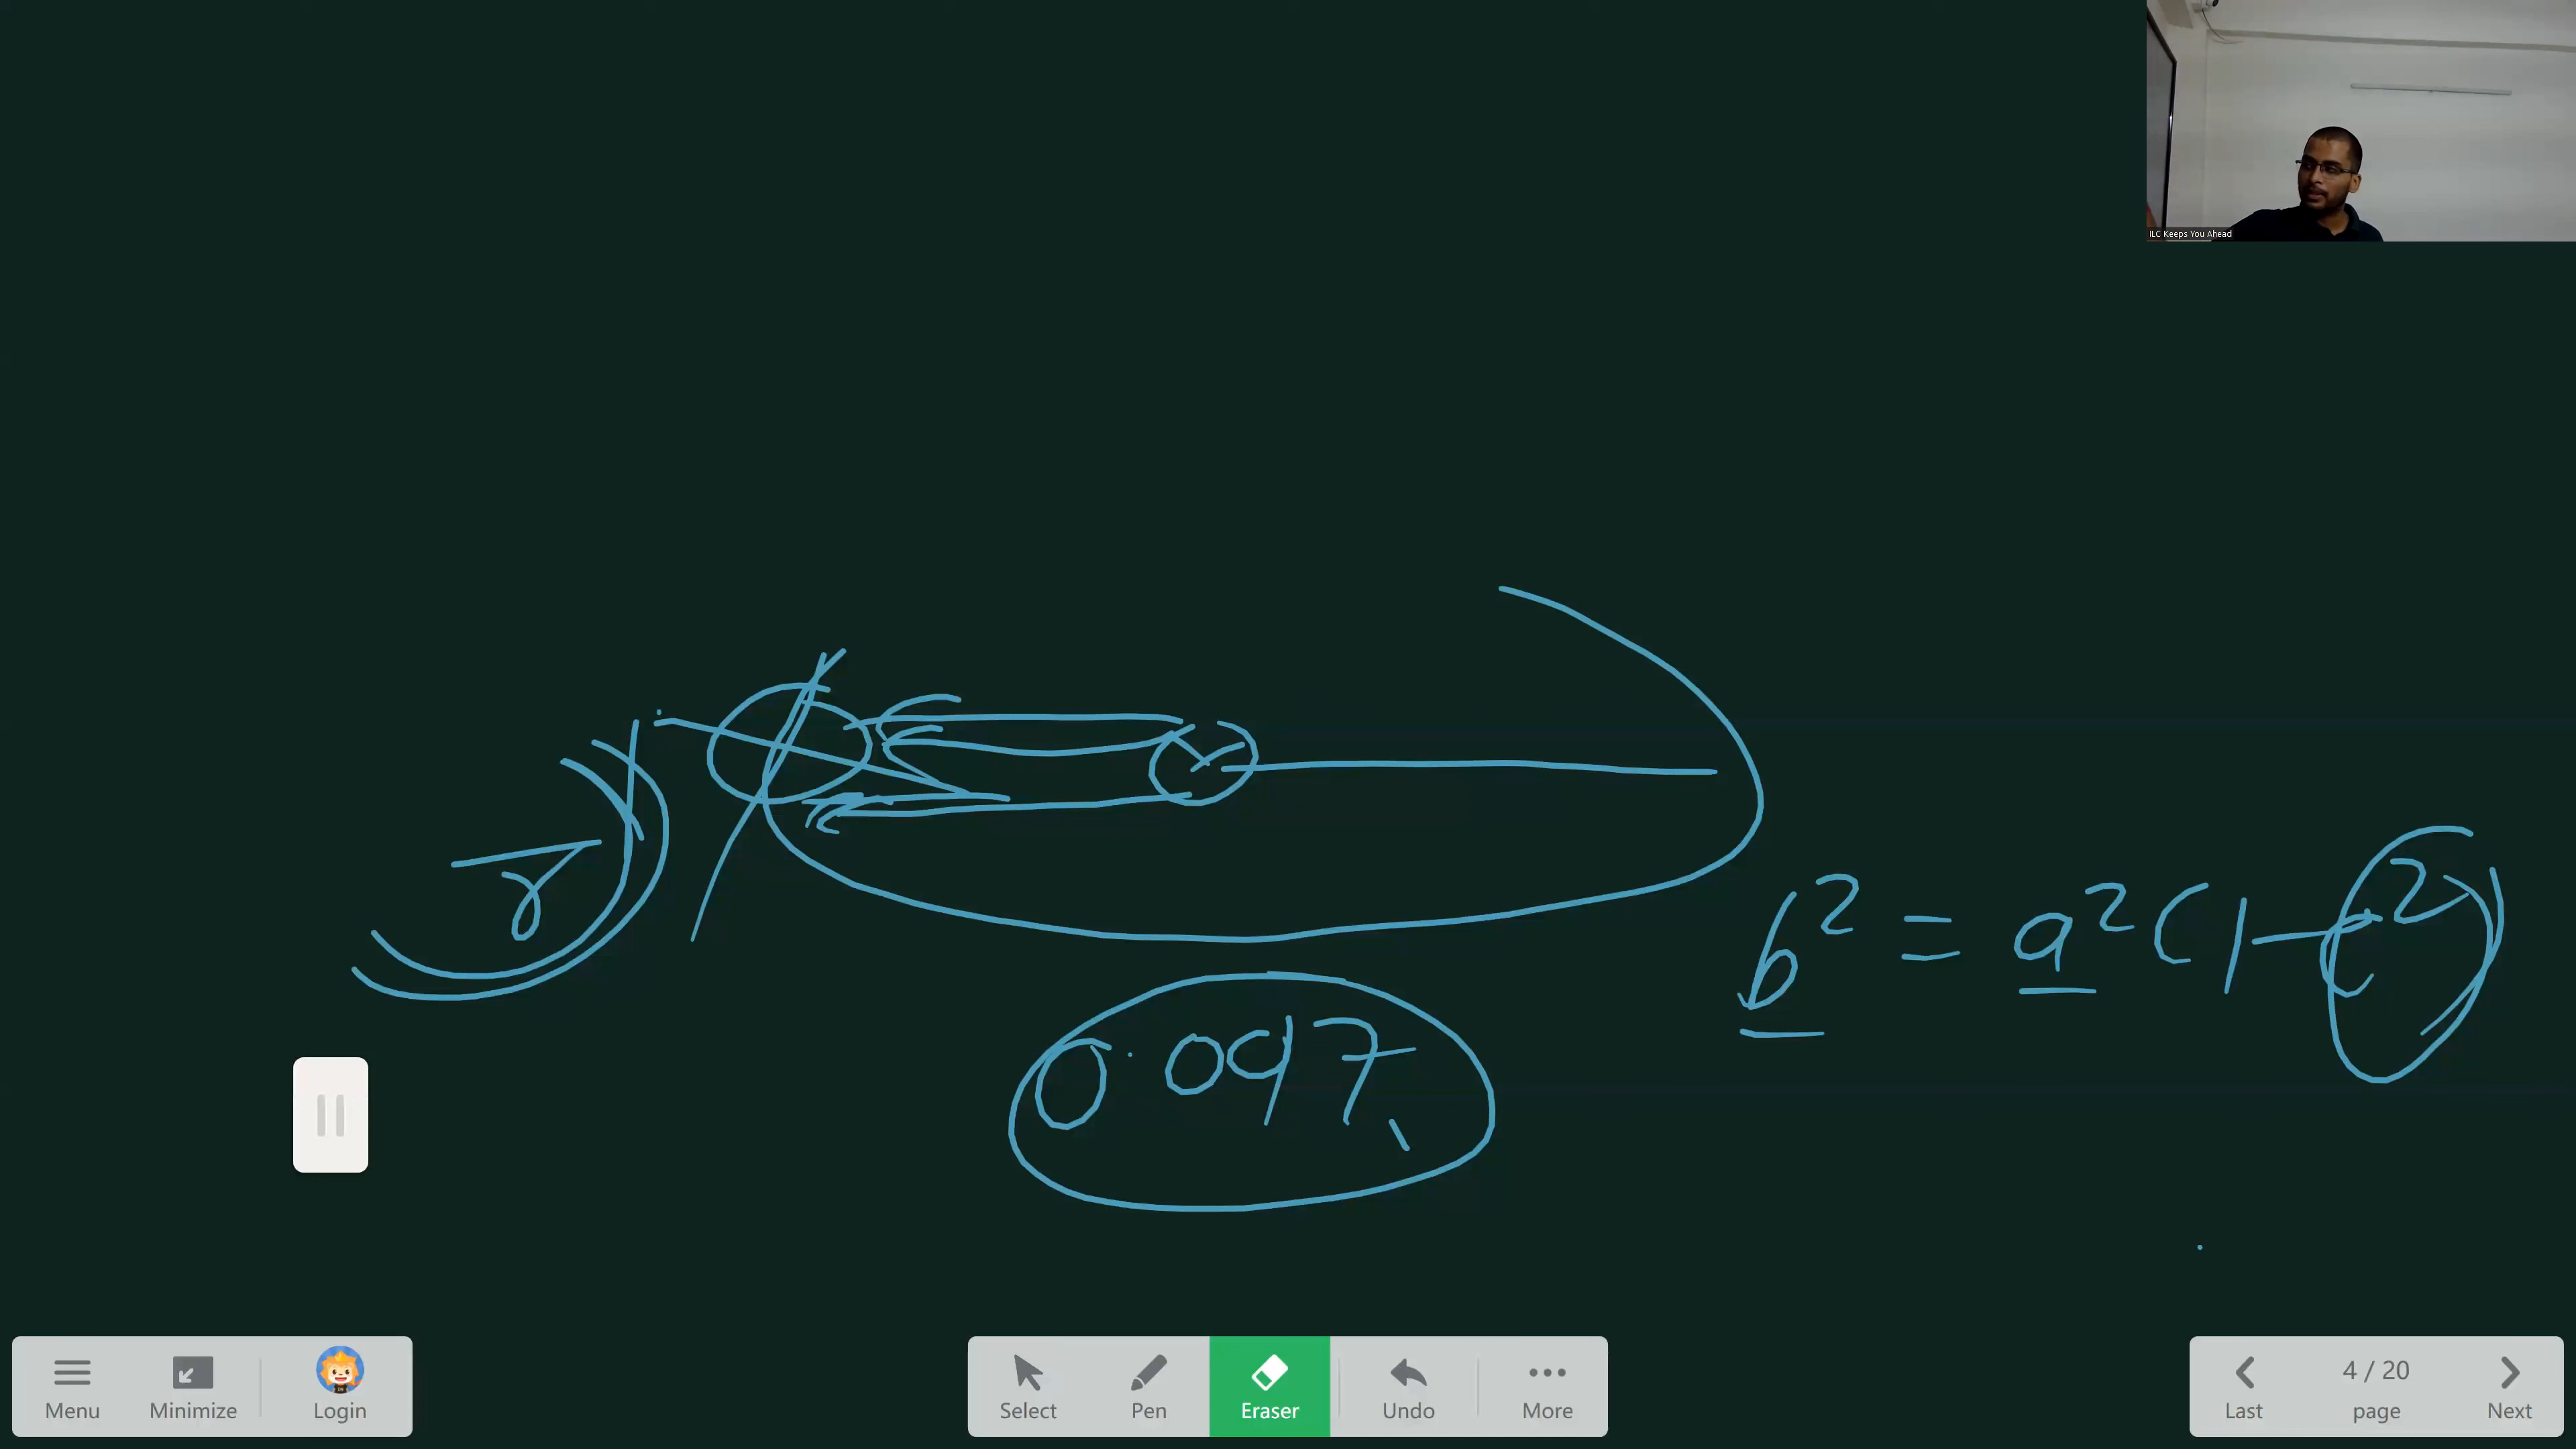 ILC Keeps You Ahead
r
b² = a²(1-e²)
0.097
Menu Minimize Login Select Pen Eraser Undo More Last 4 / 20 page Next